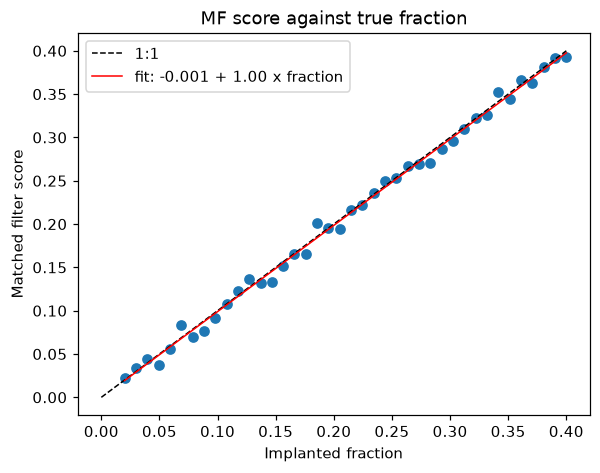 MF score against true fraction
1:1
fit: -0.001 + 1.00 x fraction
Matched filter score
0.40
0.35
0.30
0.25
0.20
0.15
0.10
0.05
0.00
0.00 0.05 0.10 0.15 0.20 0.25 0.30 0.35 0.40
Implanted fraction